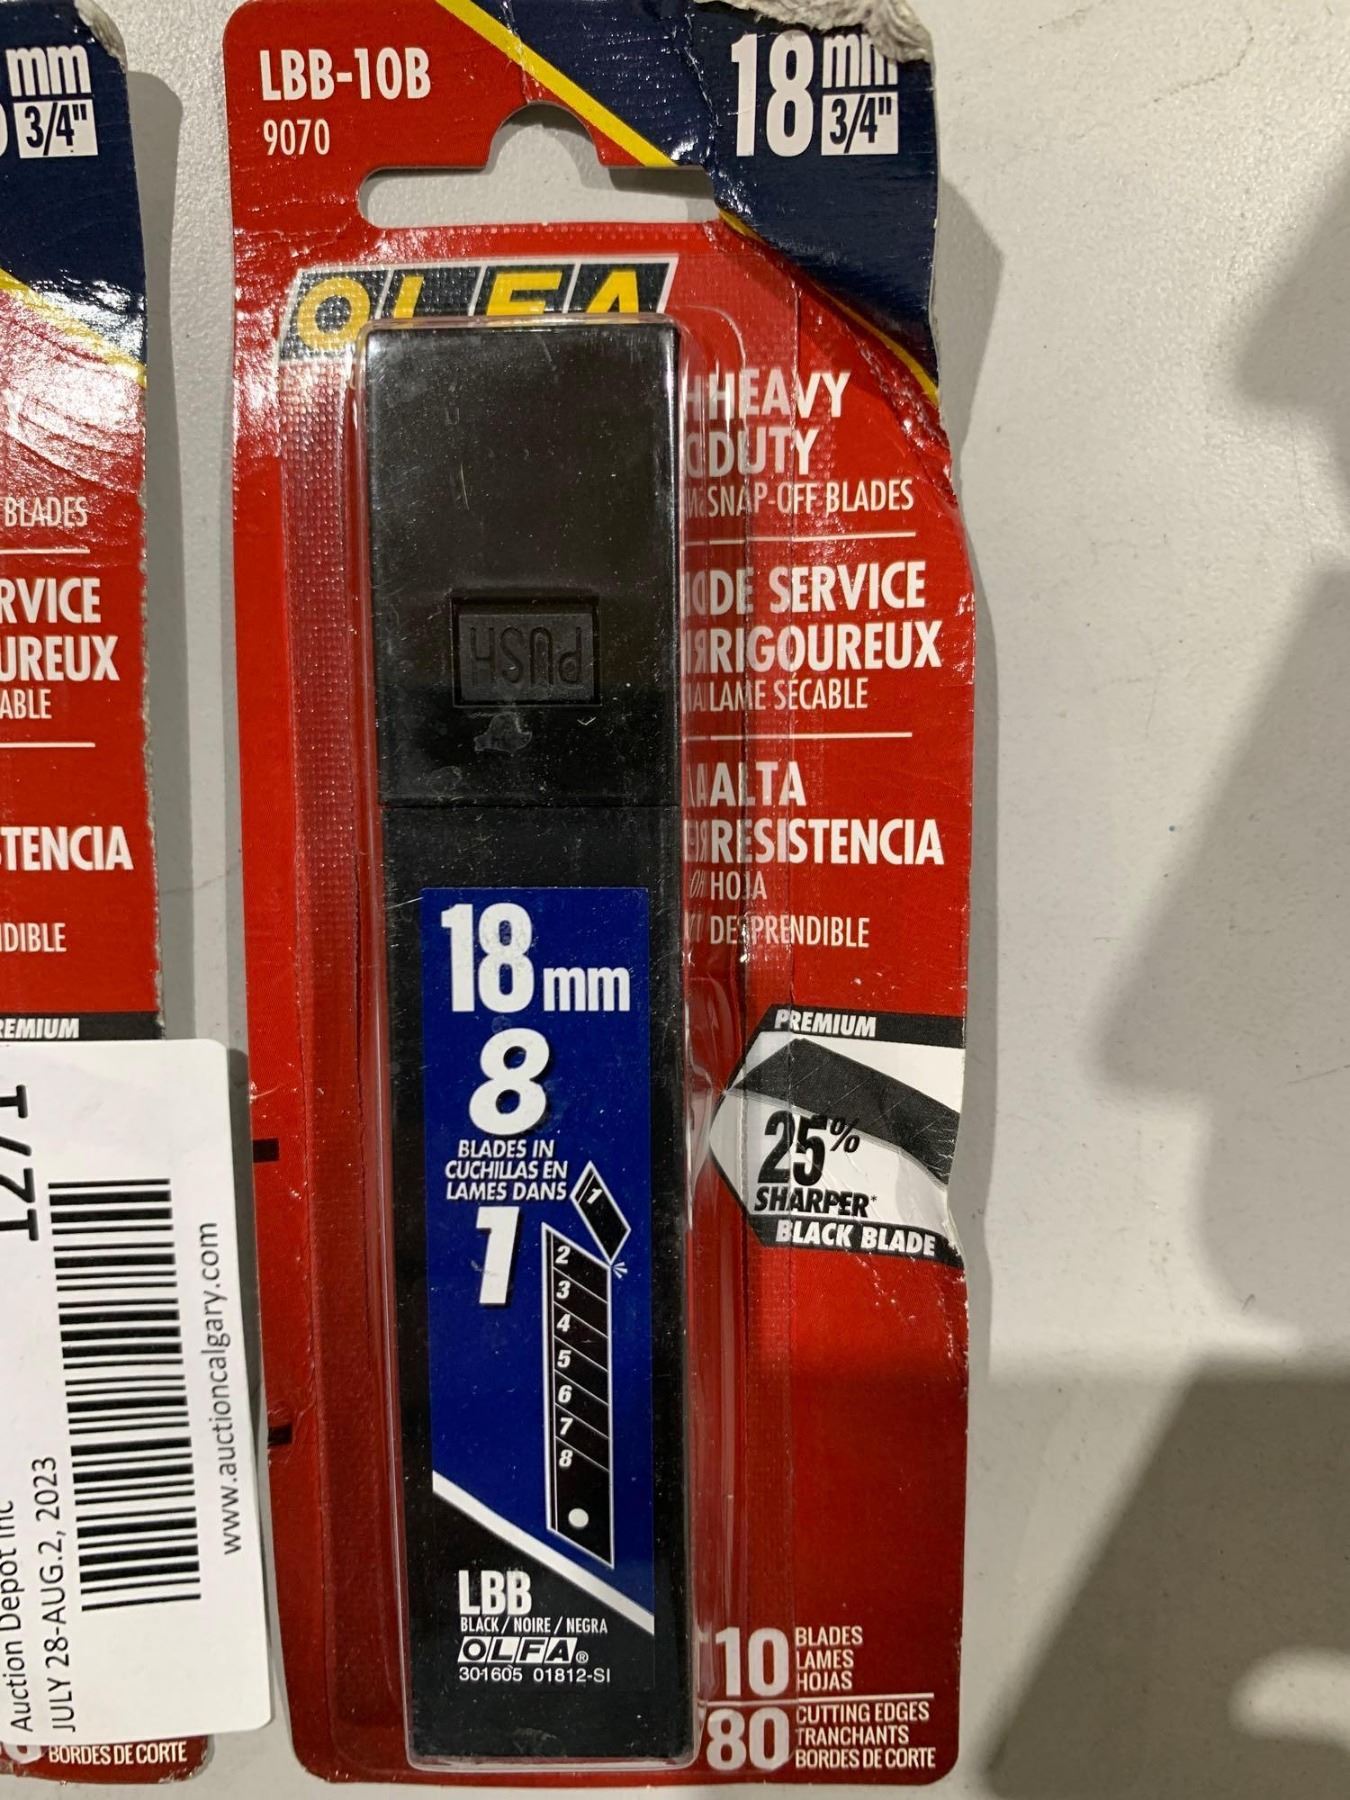 mm
3/4"
BLADES
RVICE
UREUX
ABLE
STENCIA
DIBLE
REMIUM
1271
Auction Depot Inc
JULY 28-AUG.2, 2023
www.auctioncalgary.com
BORDES DE CORTE
LBB-10B
9070
18 mm
3/4"
OLFA
HEAVY
DUTY
SNAP-OFF BLADES
DE SERVICE
RIGOUREUX
LAME SÉCABLE
ALTA
RESISTENCIA
HOJA
DESPRENDIBLE
PUSH
18mm
8
BLADES IN
CUCHILLAS EN
LAMES DANS
1
1
2
3
4
5
6
7
8
LBB
BLACK / NOIRE / NEGRA
OLFA®
301605 01812-SI
PREMIUM
25%
SHARPER*
BLACK BLADE
10 BLADES
LAMES
HOJAS
80 CUTTING EDGES
TRANCHANTS
BORDES DE CORTE